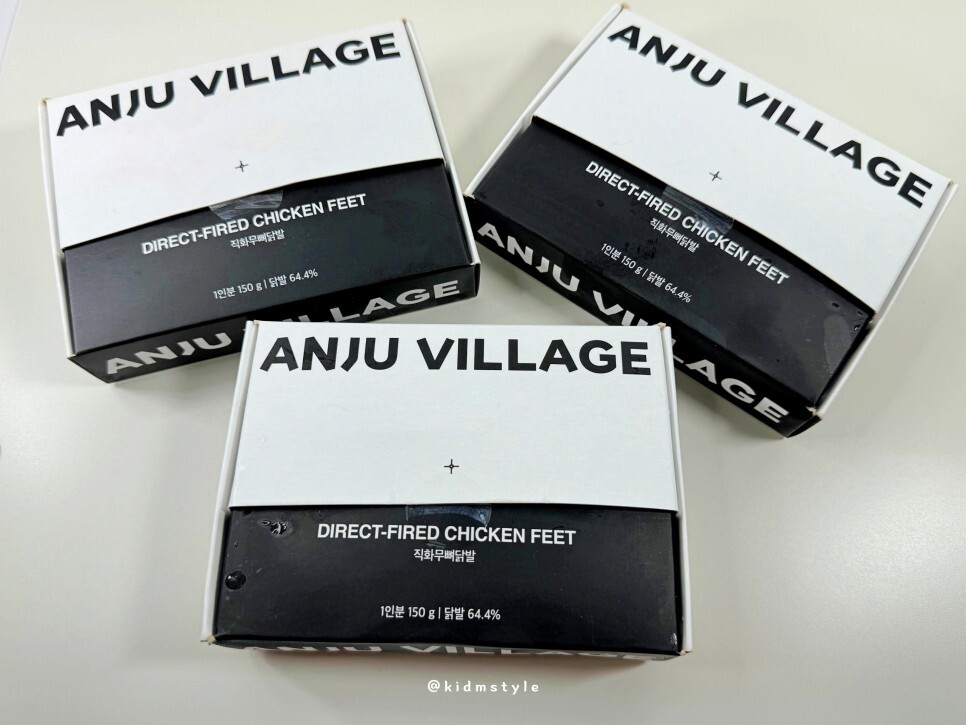 ANJU VILLAGE
DIRECT-FIRED CHICKEN FEET
직화무뼈닭발
1인분 150 g | 닭발 64.4%
ANJU VILLAGE
ANJU VILLAGE
DIRECT-FIRED CHICKEN FEET
직화무뼈닭발
1인분 150 g | 닭발 64.4%
ANJU VILLAGE
ANJU VILLAGE
DIRECT-FIRED CHICKEN FEET
직화무뼈닭발
1인분 150 g | 닭발 64.4%
ANJU VILLAGE
@kidmstyle